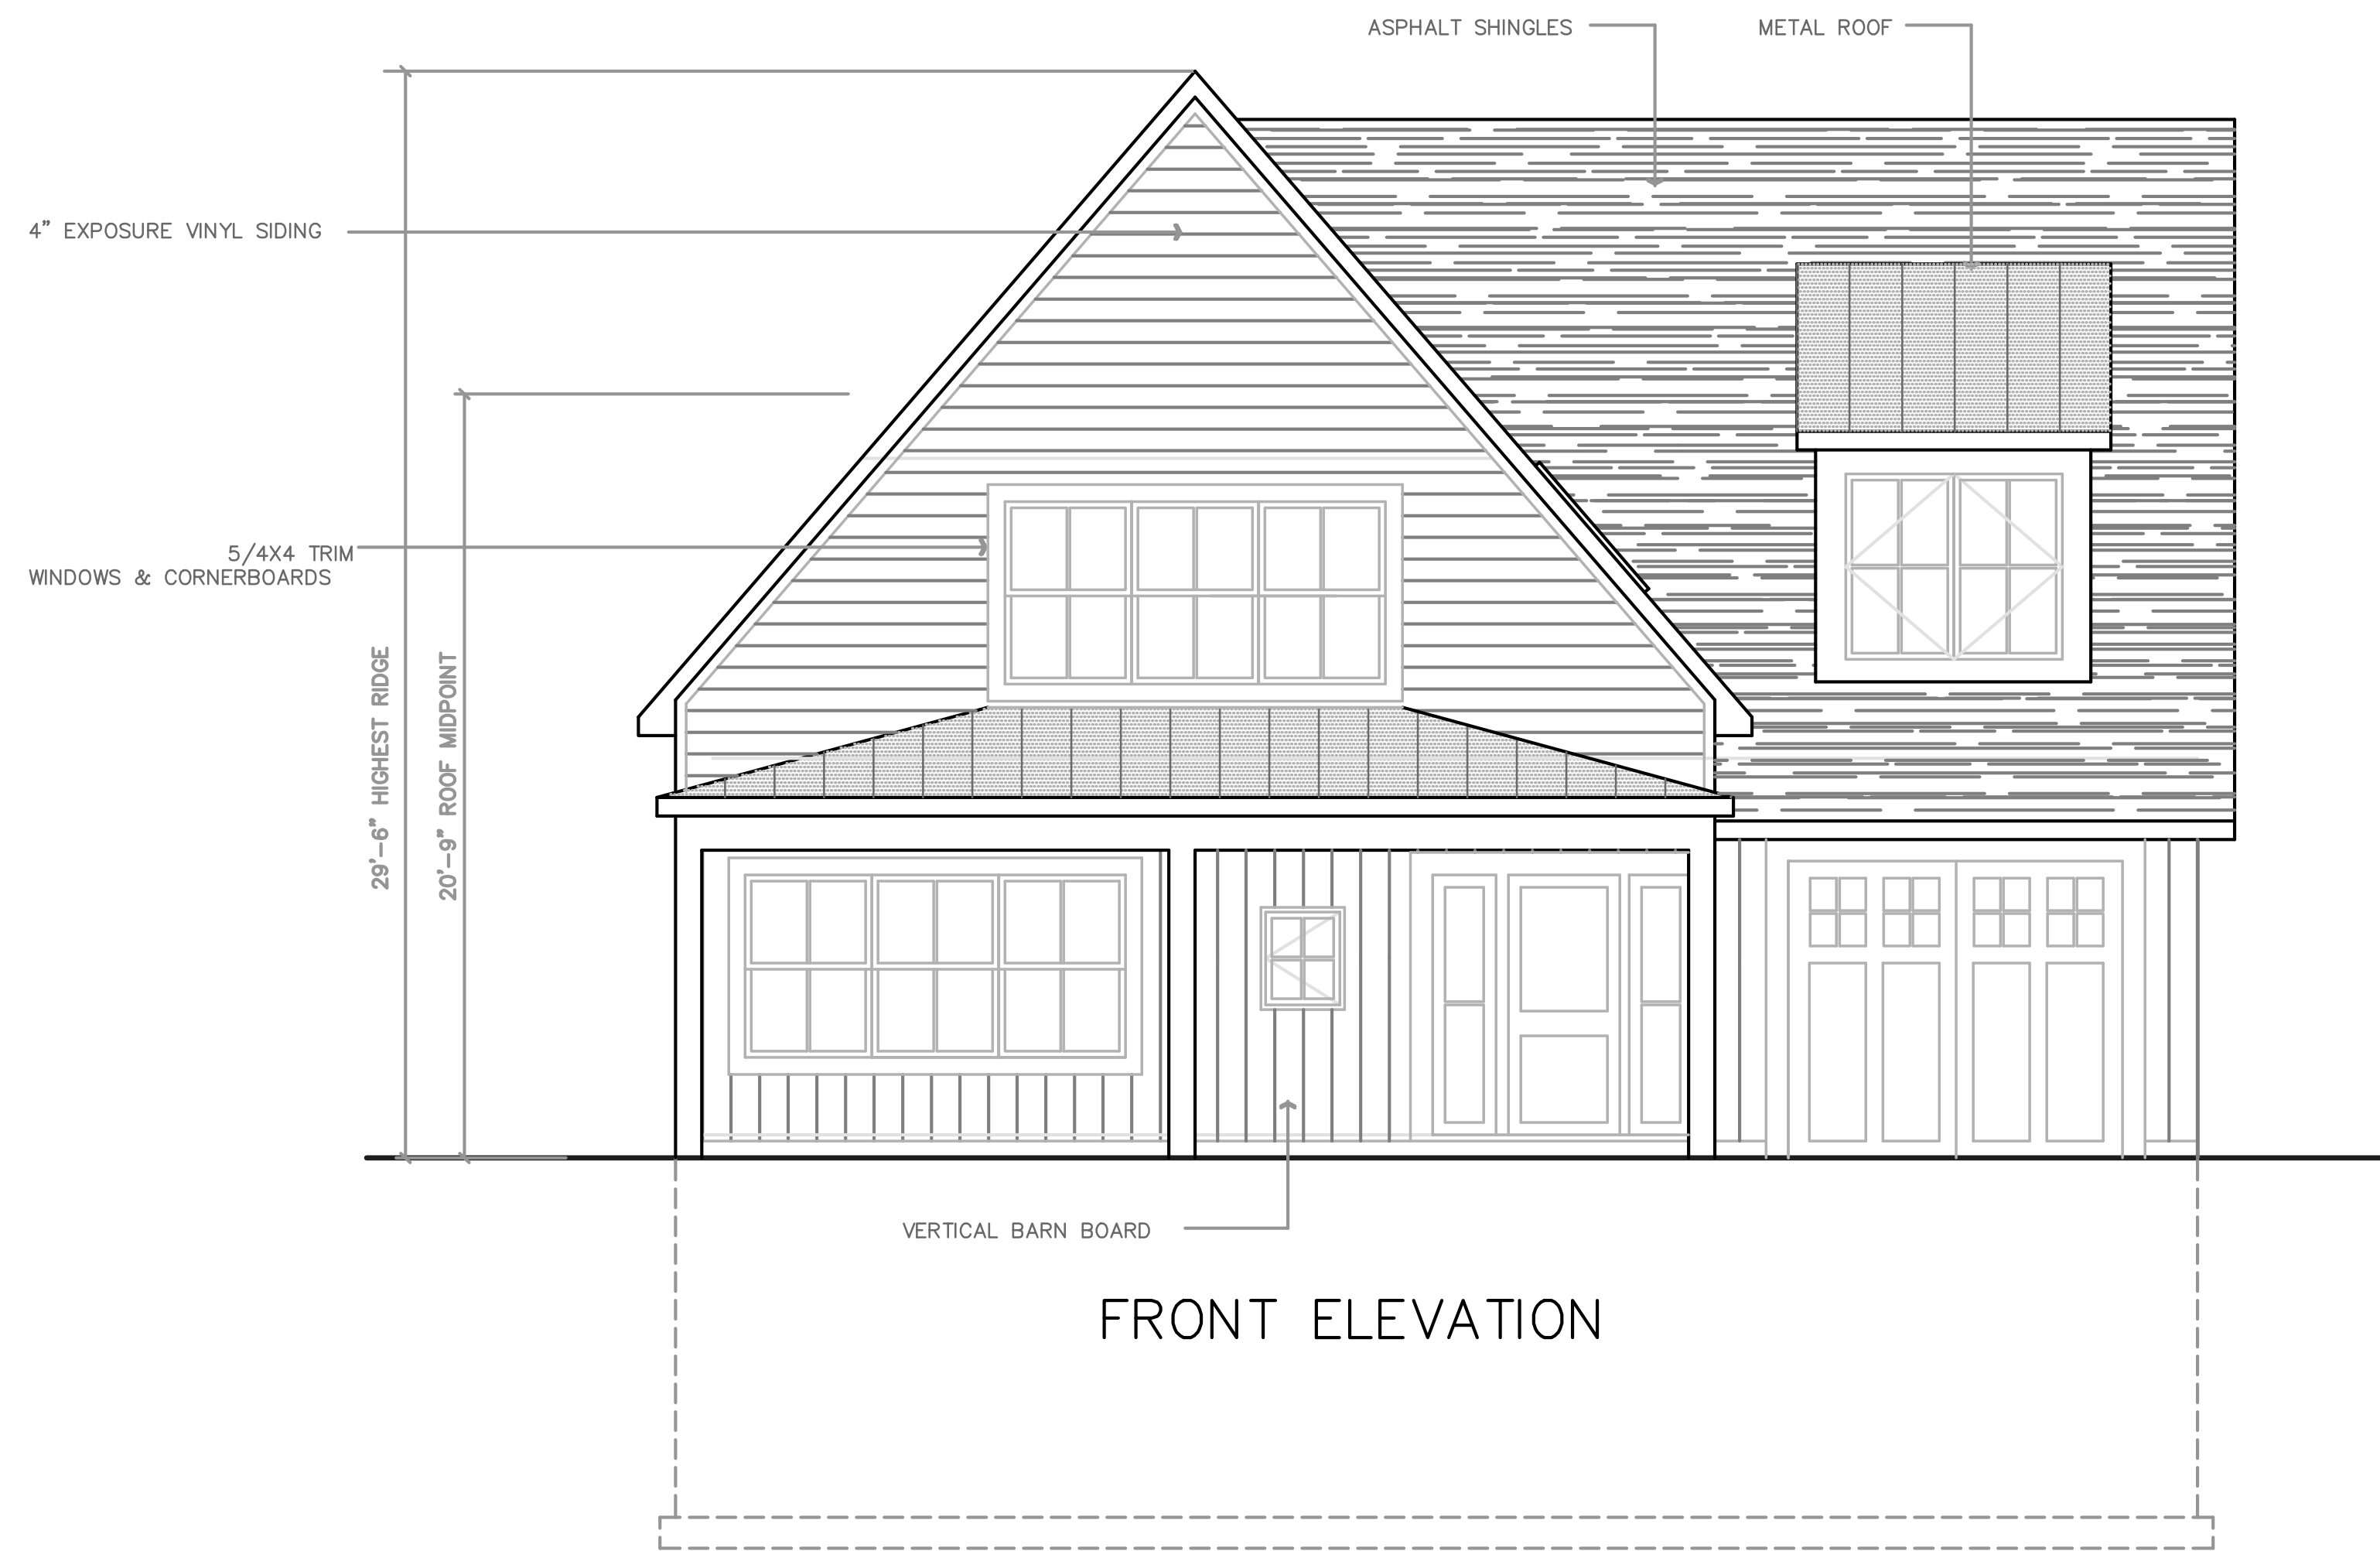 ASPHALT SHINGLES
METAL ROOF
4" EXPOSURE VINYL SIDING
5/4X4 TRIM
WINDOWS & CORNERBOARDS
29'-6" HIGHEST RIDGE
20'-9" ROOF MIDPOINT
VERTICAL BARN BOARD
FRONT ELEVATION